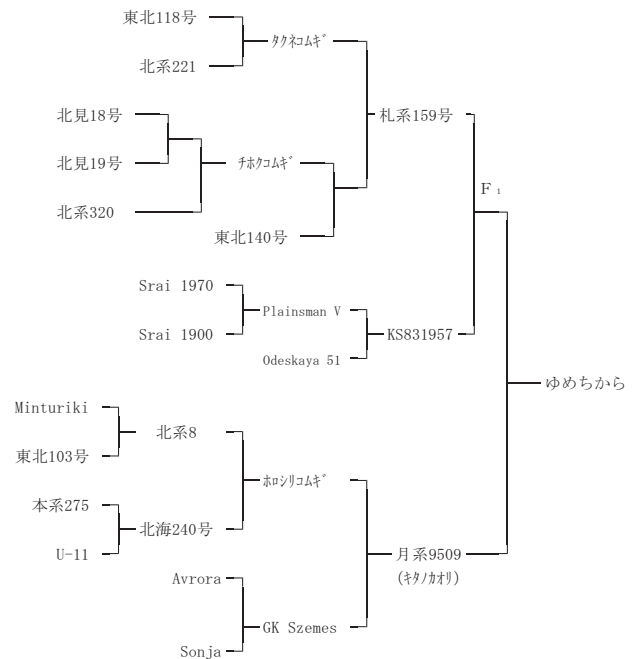 東北118号
ﾀｸﾈｺﾑｷﾞ
北系221
北見18号
札系159号
北見19号
ﾁﾎｸｺﾑｷﾞ
F₁
北系320
東北140号
Srai 1970
Plainsman V
Srai 1900
KS831957
Odeskaya 51
ゆめちから
Minturiki
北系8
東北103号
ﾎﾛｼﾘｺﾑｷﾞ
本系275
北海240号
U-11
月系9509
(ｷﾀﾉｶｵﾘ)
Avrora
GK Szemes
Sonja